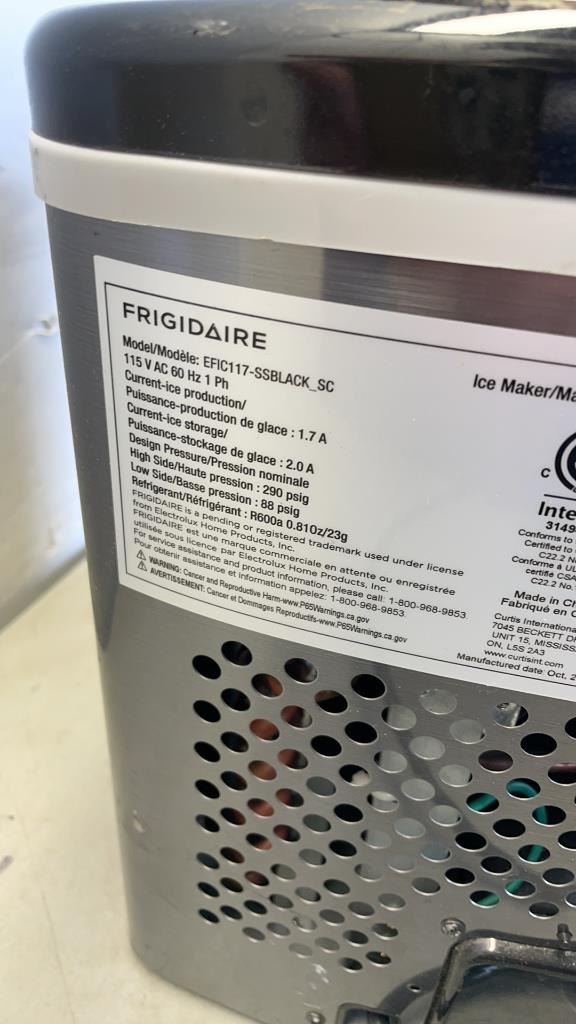 FRIGIDAIRE
Model/Modèle: EFIC117-SSBLACK_SC
115 V AC 60 Hz 1 Ph
Current-ice production/
Puissance-production de glace : 1.7 A
Current-ice storage/
Puissance-stockage de glace : 2.0 A
Design Pressure/Pression nominale
High Side/Haute pression : 290 psig
Low Side/Basse pression : 88 psig
Refrigerant/Réfrigérant : R600a 0.81oz/23g
FRIGIDAIRE is a pending or registered trademark used under license
from Electrolux Home Products, Inc.
FRIGIDAIRE est une marque commerciale en attente ou enregistrée
utilisée sous licence par Electrolux Home Products, Inc.
For service assistance and product information, please call: 1-800-968-9853
Pour obtenir assistance et information appelez: 1-800-968-9853.
WARNING: Cancer and Reproductive Harm-www.P65Warnings.ca.gov
AVERTISSEMENT: Cancer et Dommages Reproductifs-www.P65Warnings.ca.gov
Ice Maker/Ma
C
Inte
3149
Conforms to
Certified to
C22.2 N
Conforme à UL
certifié CSA
C22.2 No.
Made in Ch
Fabriqué en C
Curtis Internationa
7045 BECKETT DR
UNIT 15, MISSISS
ON, L5S 2A3
www.curtisint.com
Manufactured date: Oct, 2